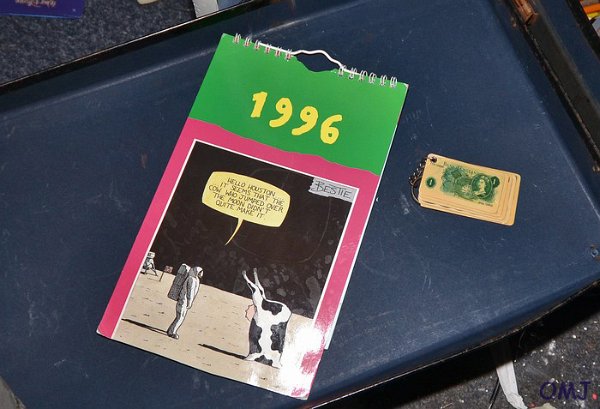 1996
BESTIE
HELLO HOUSTON
IT SEEMS THAT THE
COW WHO JUMPED OVER
THE MOON DIDN'T
QUITE MAKE IT.
1
OMJ